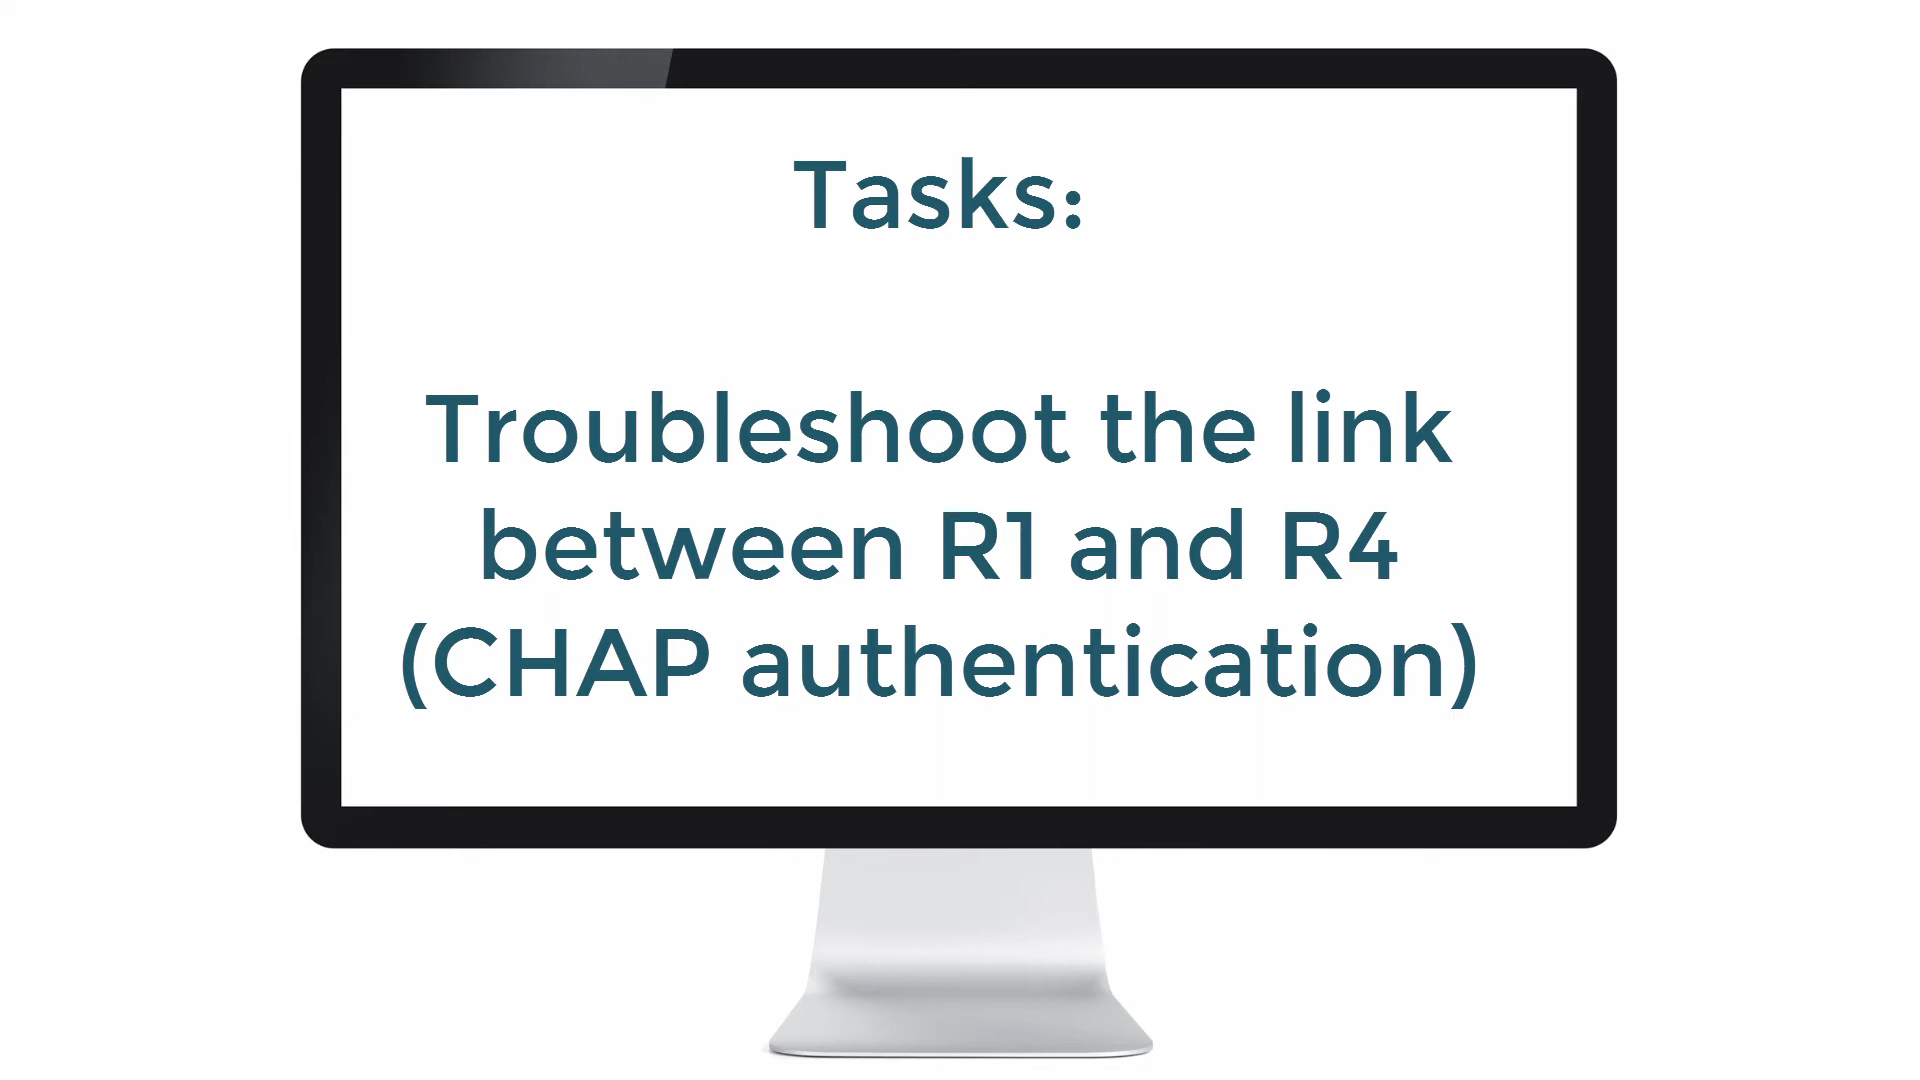 Tasks:
Troubleshoot the link
between R1 and R4
(CHAP authentication)